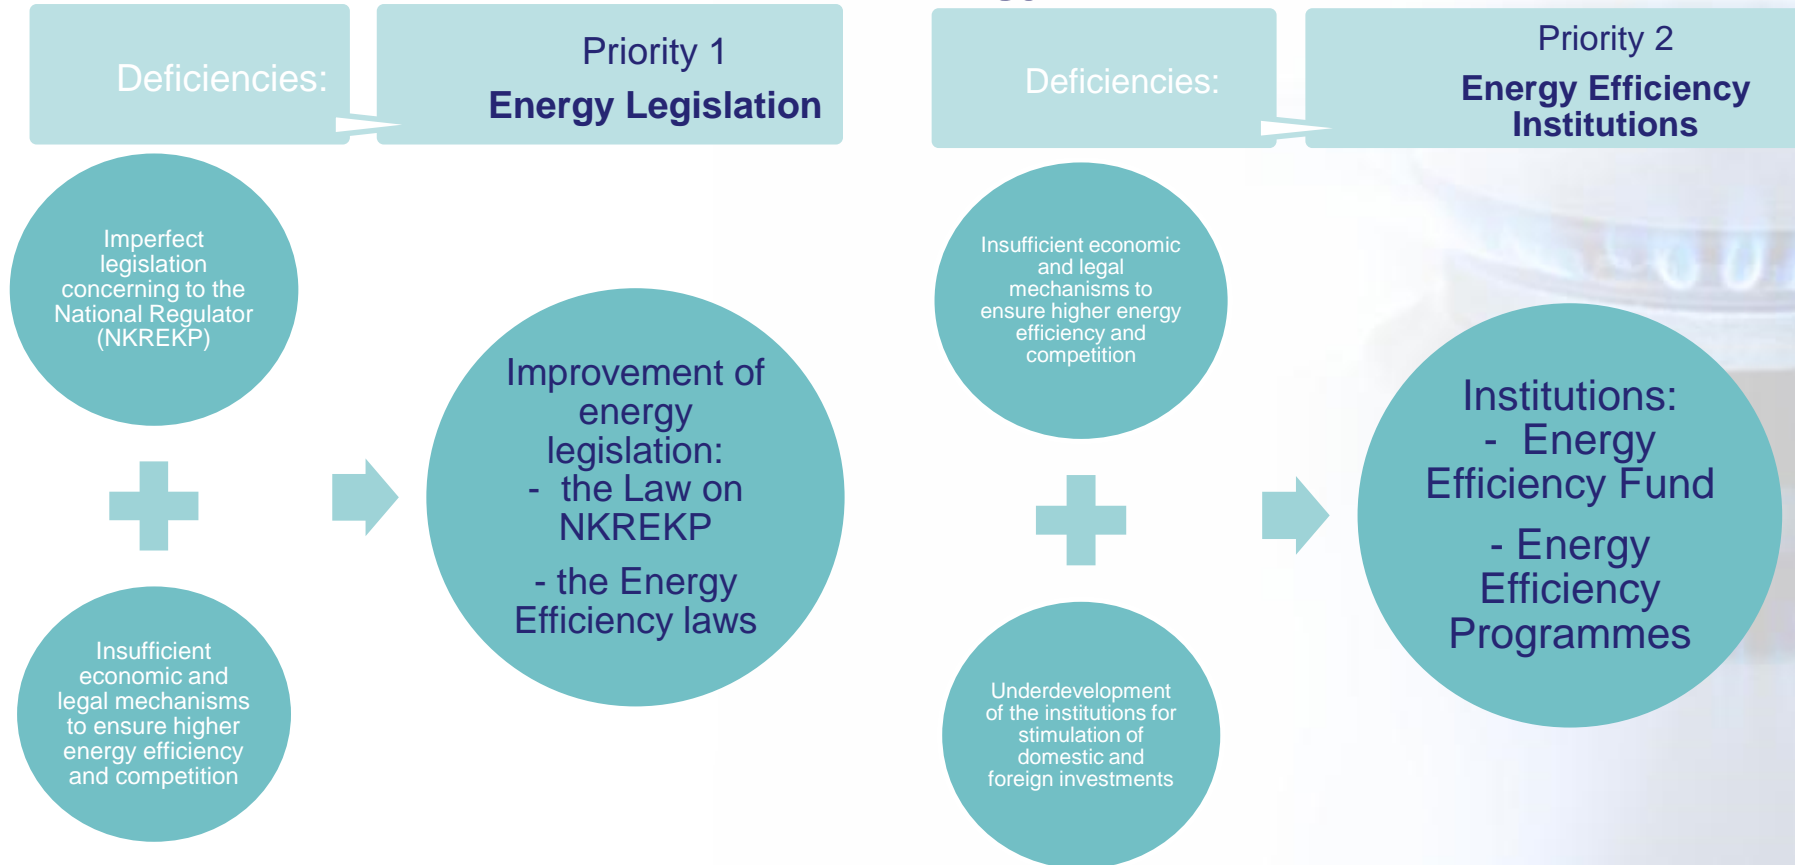 Deficiencies:
Priority 1
Energy Legislation
Imperfect
legislation
concerning to the
National Regulator
(NKREKP)
Insufficient
economic and
legal mechanisms
to ensure higher
energy efficiency
and competition
Improvement of
energy
legislation:
- the Law on
NKREKP
- the Energy
Efficiency laws
Deficiencies:
Priority 2
Energy Efficiency
Institutions
Insufficient economic
and legal
mechanisms to
ensure higher energy
efficiency and
competition
Underdevelopment
of the institutions for
stimulation of
domestic and
foreign investments
Institutions:
- Energy
Efficiency Fund
- Energy
Efficiency
Programmes